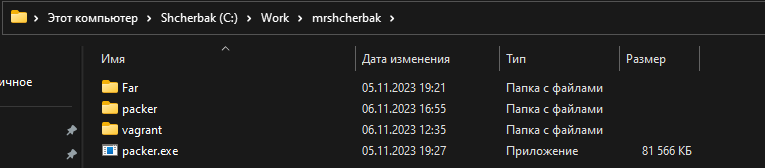 Этот компьютер > Shcherbak (C:) > Work > mrshcherbak >
Имя Дата изменения Тип Размер
ичное
Far 05.11.2023 19:21 Папка с файлами
packer 06.11.2023 16:55 Папка с файлами
vagrant 06.11.2023 12:35 Папка с файлами
packer.exe 05.11.2023 19:27 Приложение 81 566 КБ